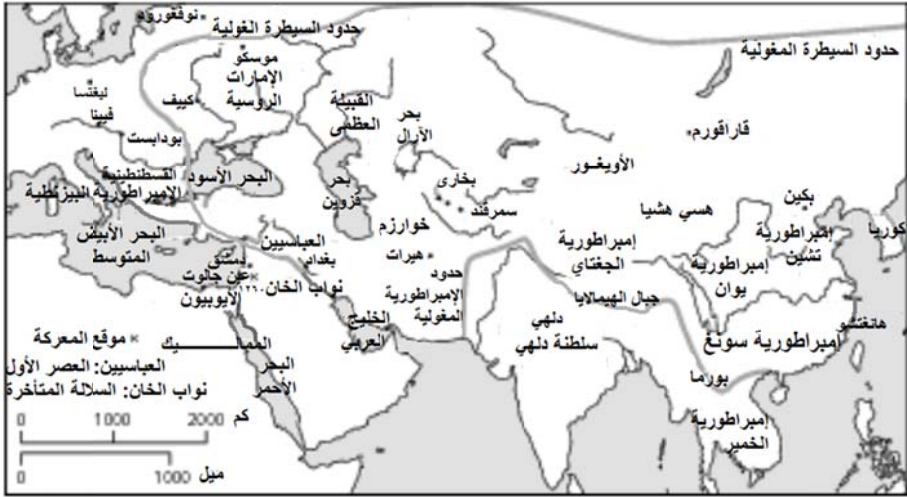 نوفغورود
حدود السيطرة الغولية
حدود السيطرة المغولية
موسكو
الإمارات
الروسية
كييف
ليغنتسا
فيينا
بودابست
القبيلة
العظمى
بحر
الآرال
قاراقورم
الأويغور
البحر الأسود
القسطنطينية
الإمبراطورية البيزنطية
بحر
قزوين
بخارى
سمرقند
خوارزم
هسي هشيا
بكين
إمبراطورية
تشين
كوريا
البحر الأبيض
المتوسط
العباسيين
بغداد
دمشق
عين جالوت
١٢٦٠
الأيوبيون
نواب الخان
هيرات
حدود
الإمبراطورية
المغولية
إمبراطورية
الجغتاي
جبال الهيمالايا
إمبراطورية
يوان
هانغتشو
إمبراطورية سونغ
دلهي
سلطنة دلهي
الخليج
العربي
المماليك
البحر
الأحمر
بورما
إمبراطورية
الخمير
* موقع المعركة
العباسيين: العصر الأول
نواب الخان: السلالة المتأخرة
0 1000 2000 كم
0 1000 ميل